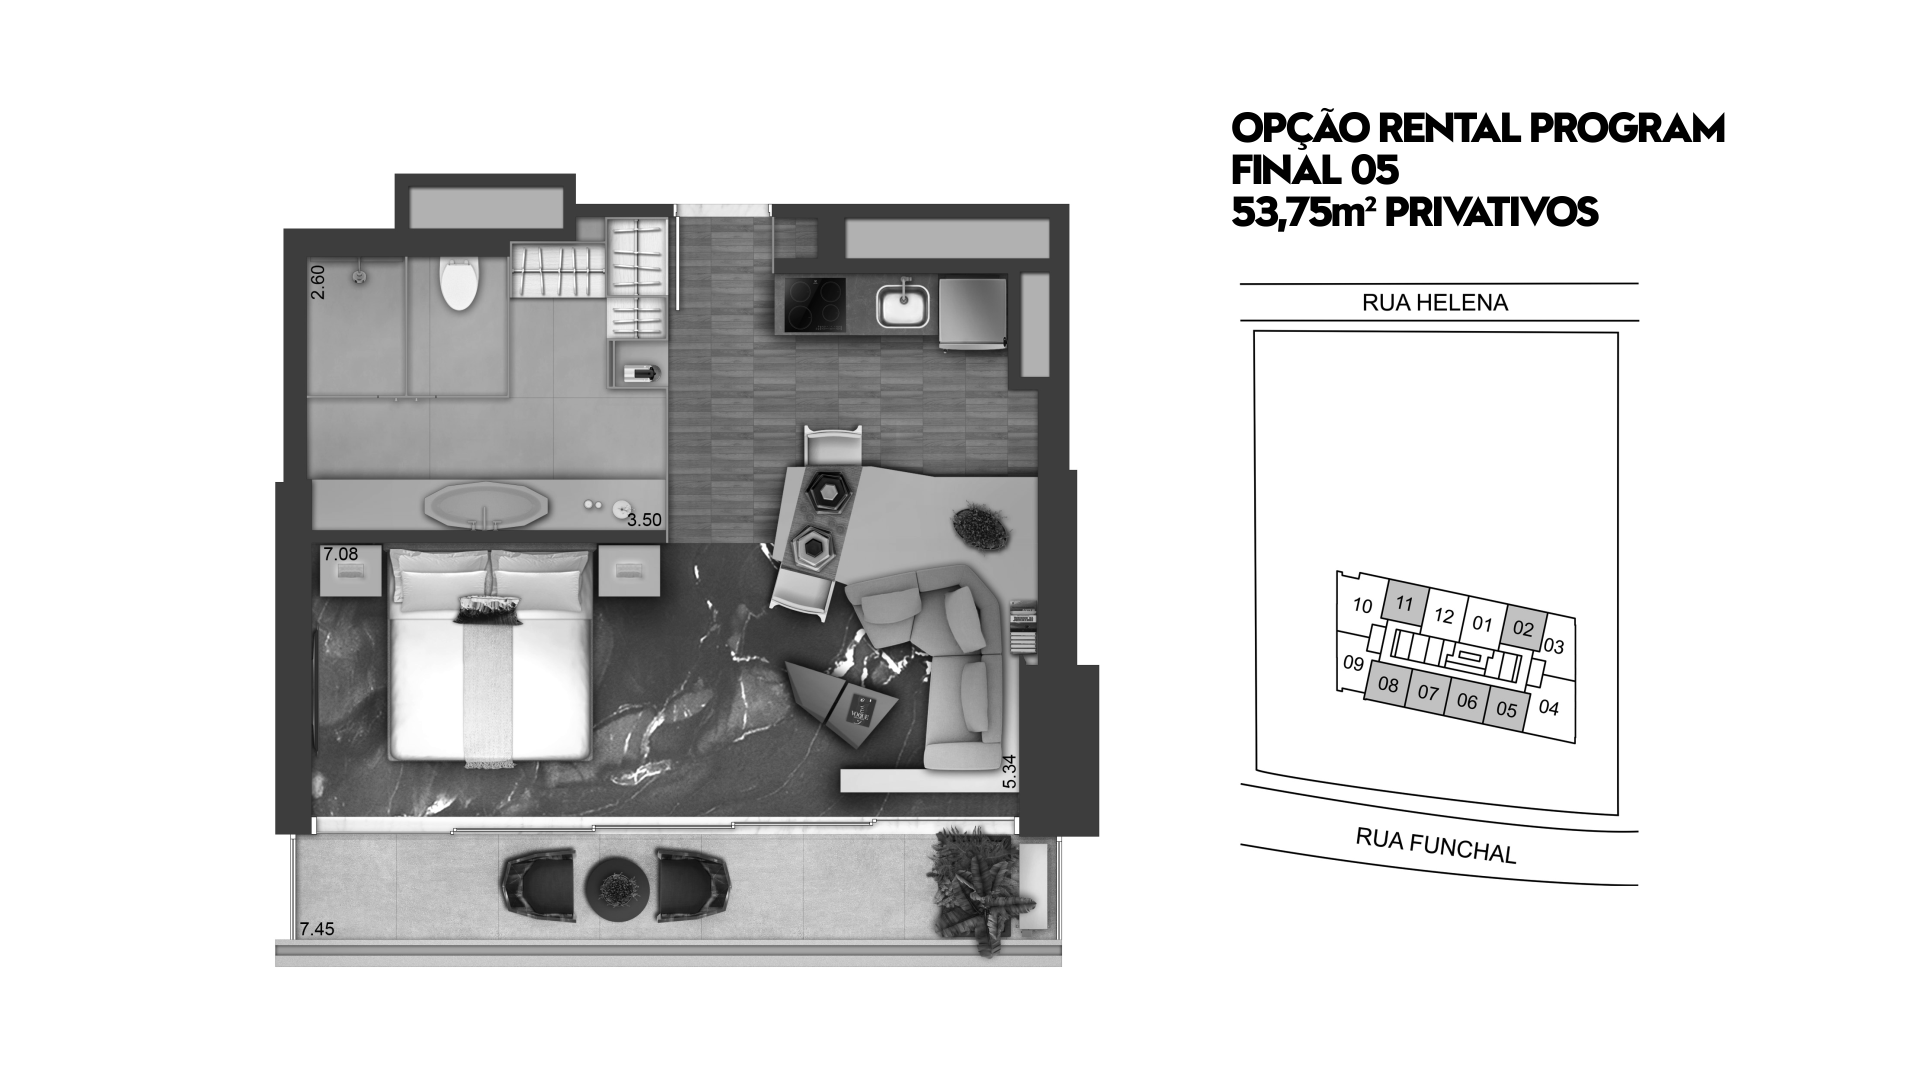 OPÇÃO RENTAL PROGRAM
FINAL 05
53,75m² PRIVATIVOS
2.60
3.50
7.08
VOGUE
5.34
7.45
RUA HELENA
10
11
12
01
02
03
09
08
07
06
05
04
RUA FUNCHAL